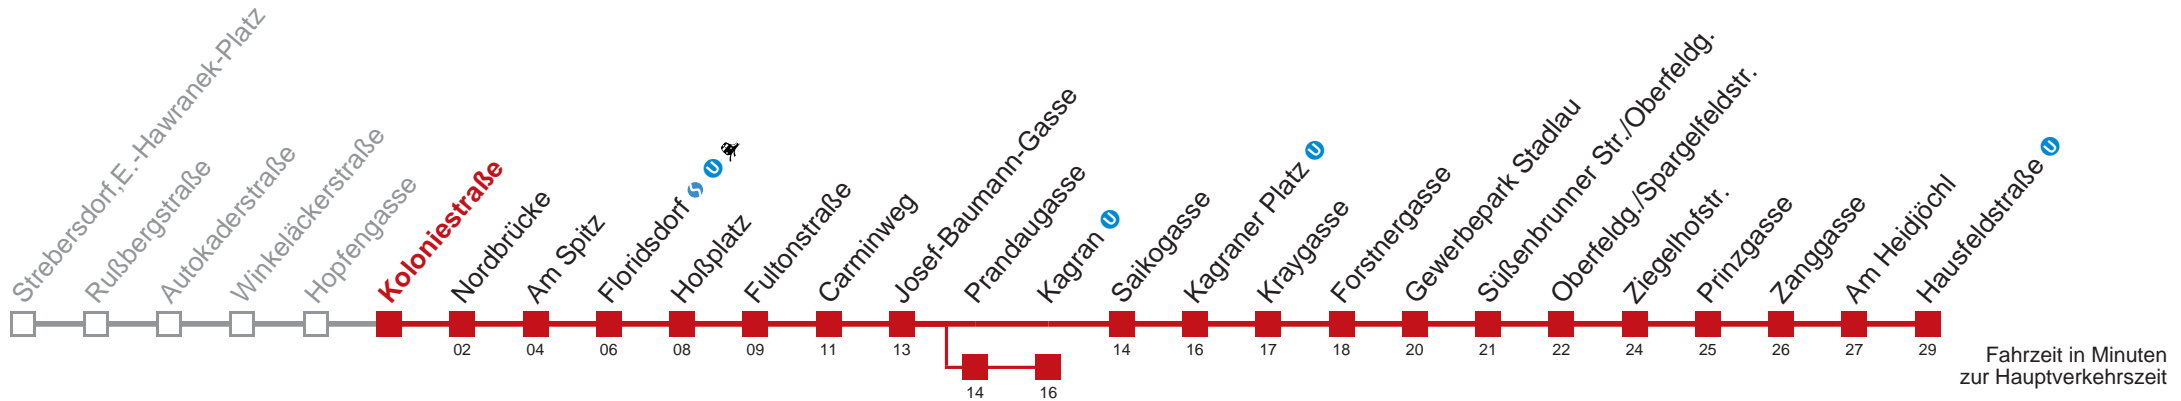 Strebersdorf,E.-Hawranek-Platz
Rußbergstraße
Autokaderstraße
Winkeläckerstraße
Hopfengasse
Koloniestraße
Nordbrücke
Am Spitz
Floridsdorf S U
Hoßplatz
Fultonstraße
Carminweg
Josef-Baumann-Gasse
Prandaugasse
Kagran U
Saikogasse
Kagraner Platz U
Kraygasse
Forstnergasse
Gewerbepark Stadlau
Süßenbrunner Str./Oberfeldg.
Oberfeldg./Spargelfeldstr.
Ziegelhofstr.
Prinzgasse
Zanggasse
Am Heidjöchl
Hausfeldstraße U
02 04 06 08 09 11 13 14 16 17 18 20 21 22 24 25 26 27 29
14 16
Fahrzeit in Minuten
zur Hauptverkehrszeit